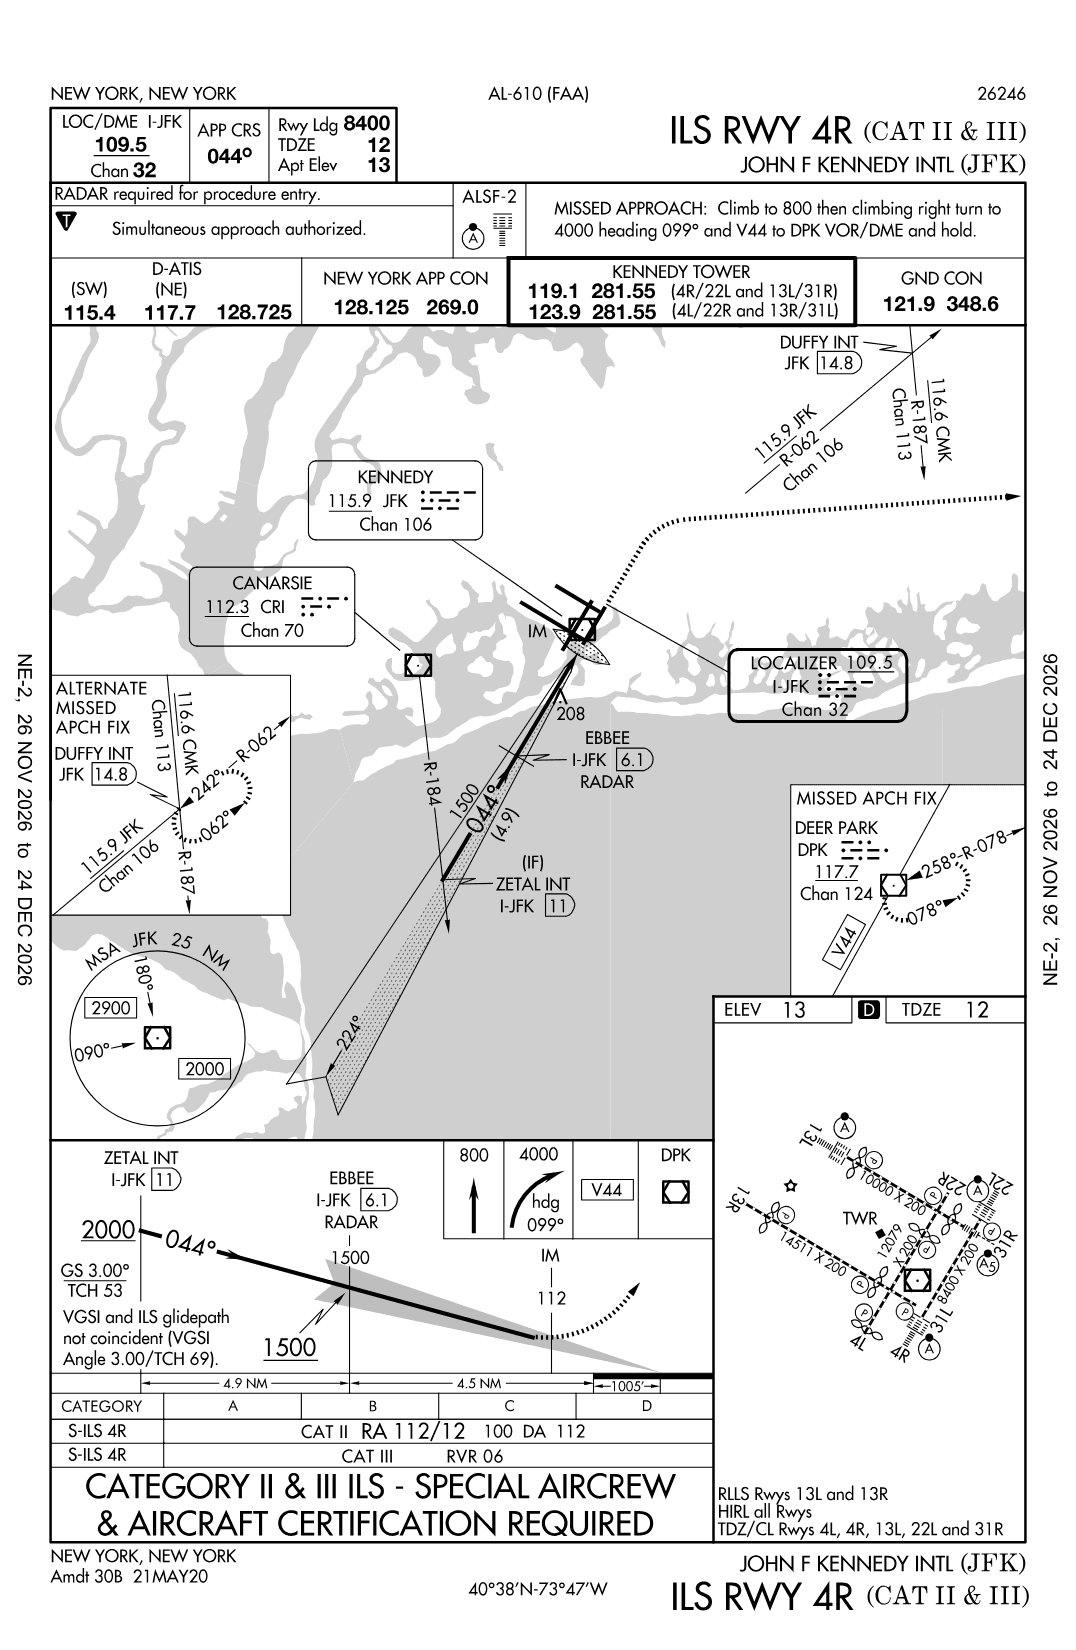 NEW YORK, NEW YORK
AL-610 (FAA)
26246
LOC/DME I-JFK
109.5
Chan 32
APP CRS
044°
Rwy Ldg 8400
TDZE 12
Apt Elev 13
ILS RWY 4R (CAT II & III)
JOHN F KENNEDY INTL (JFK)
RADAR required for procedure entry.
T
Simultaneous approach authorized.
ALSF-2
A
MISSED APPROACH: Climb to 800 then climbing right turn to
4000 heading 099° and V44 to DPK VOR/DME and hold.
D-ATIS
(SW) (NE)
115.4 117.7 128.725
NEW YORK APP CON
128.125 269.0
KENNEDY TOWER
119.1 281.55 (4R/22L and 13L/31R)
123.9 281.55 (4L/22R and 13R/31L)
GND CON
121.9 348.6
DUFFY INT
JFK 14.8
116.6 CMK
R-187
Chan 113
115.9 JFK
R-062
Chan 106
KENNEDY
115.9 JFK
Chan 106
CANARSIE
112.3 CRI
Chan 70
IM
LOCALIZER 109.5
I-JFK
Chan 32
208
EBBEE
I-JFK 6.1
RADAR
R-184
1500
044°
(4.9)
(IF)
ZETAL INT
I-JFK 11
224°
ALTERNATE
MISSED
APCH FIX
DUFFY INT
JFK 14.8
116.6 CMK
Chan 113
242°
R-062
062°
115.9 JFK
Chan 106
R-187
MISSED APCH FIX
DEER PARK
DPK
117.7
Chan 124
258°
R-078
078°
V44
MSA JFK 25 NM
180°
2900
090°
2000
NE-2, 26 NOV 2026 to 24 DEC 2026
NE-2, 26 NOV 2026 to 24 DEC 2026
ELEV 13
D
TDZE 12
13L
A
P
10000 X 200
13R
P
14511 X 200
TWR
12079 X 200
22R
P
22L
A
P
31R
A5
8400 X 200
P
P
P
P
31L
4L
4R
A
RLLS Rwys 13L and 13R
HIRL all Rwys
TDZ/CL Rwys 4L, 4R, 13L, 22L and 31R
ZETAL INT
I-JFK 11
2000
044°
GS 3.00°
TCH 53
VGSI and ILS glidepath
not coincident (VGSI
Angle 3.00/TCH 69).
EBBEE
I-JFK 6.1
RADAR
1500
1500
IM
112
800
4000
hdg
099°
V44
DPK
4.9 NM
4.5 NM
1005'
CATEGORY A B C D
S-ILS 4R CAT II RA 112/12 100 DA 112
S-ILS 4R CAT III RVR 06
CATEGORY II & III ILS - SPECIAL AIRCREW
& AIRCRAFT CERTIFICATION REQUIRED
NEW YORK, NEW YORK
Amdt 30B 21MAY20
40°38'N-73°47'W
JOHN F KENNEDY INTL (JFK)
ILS RWY 4R (CAT II & III)